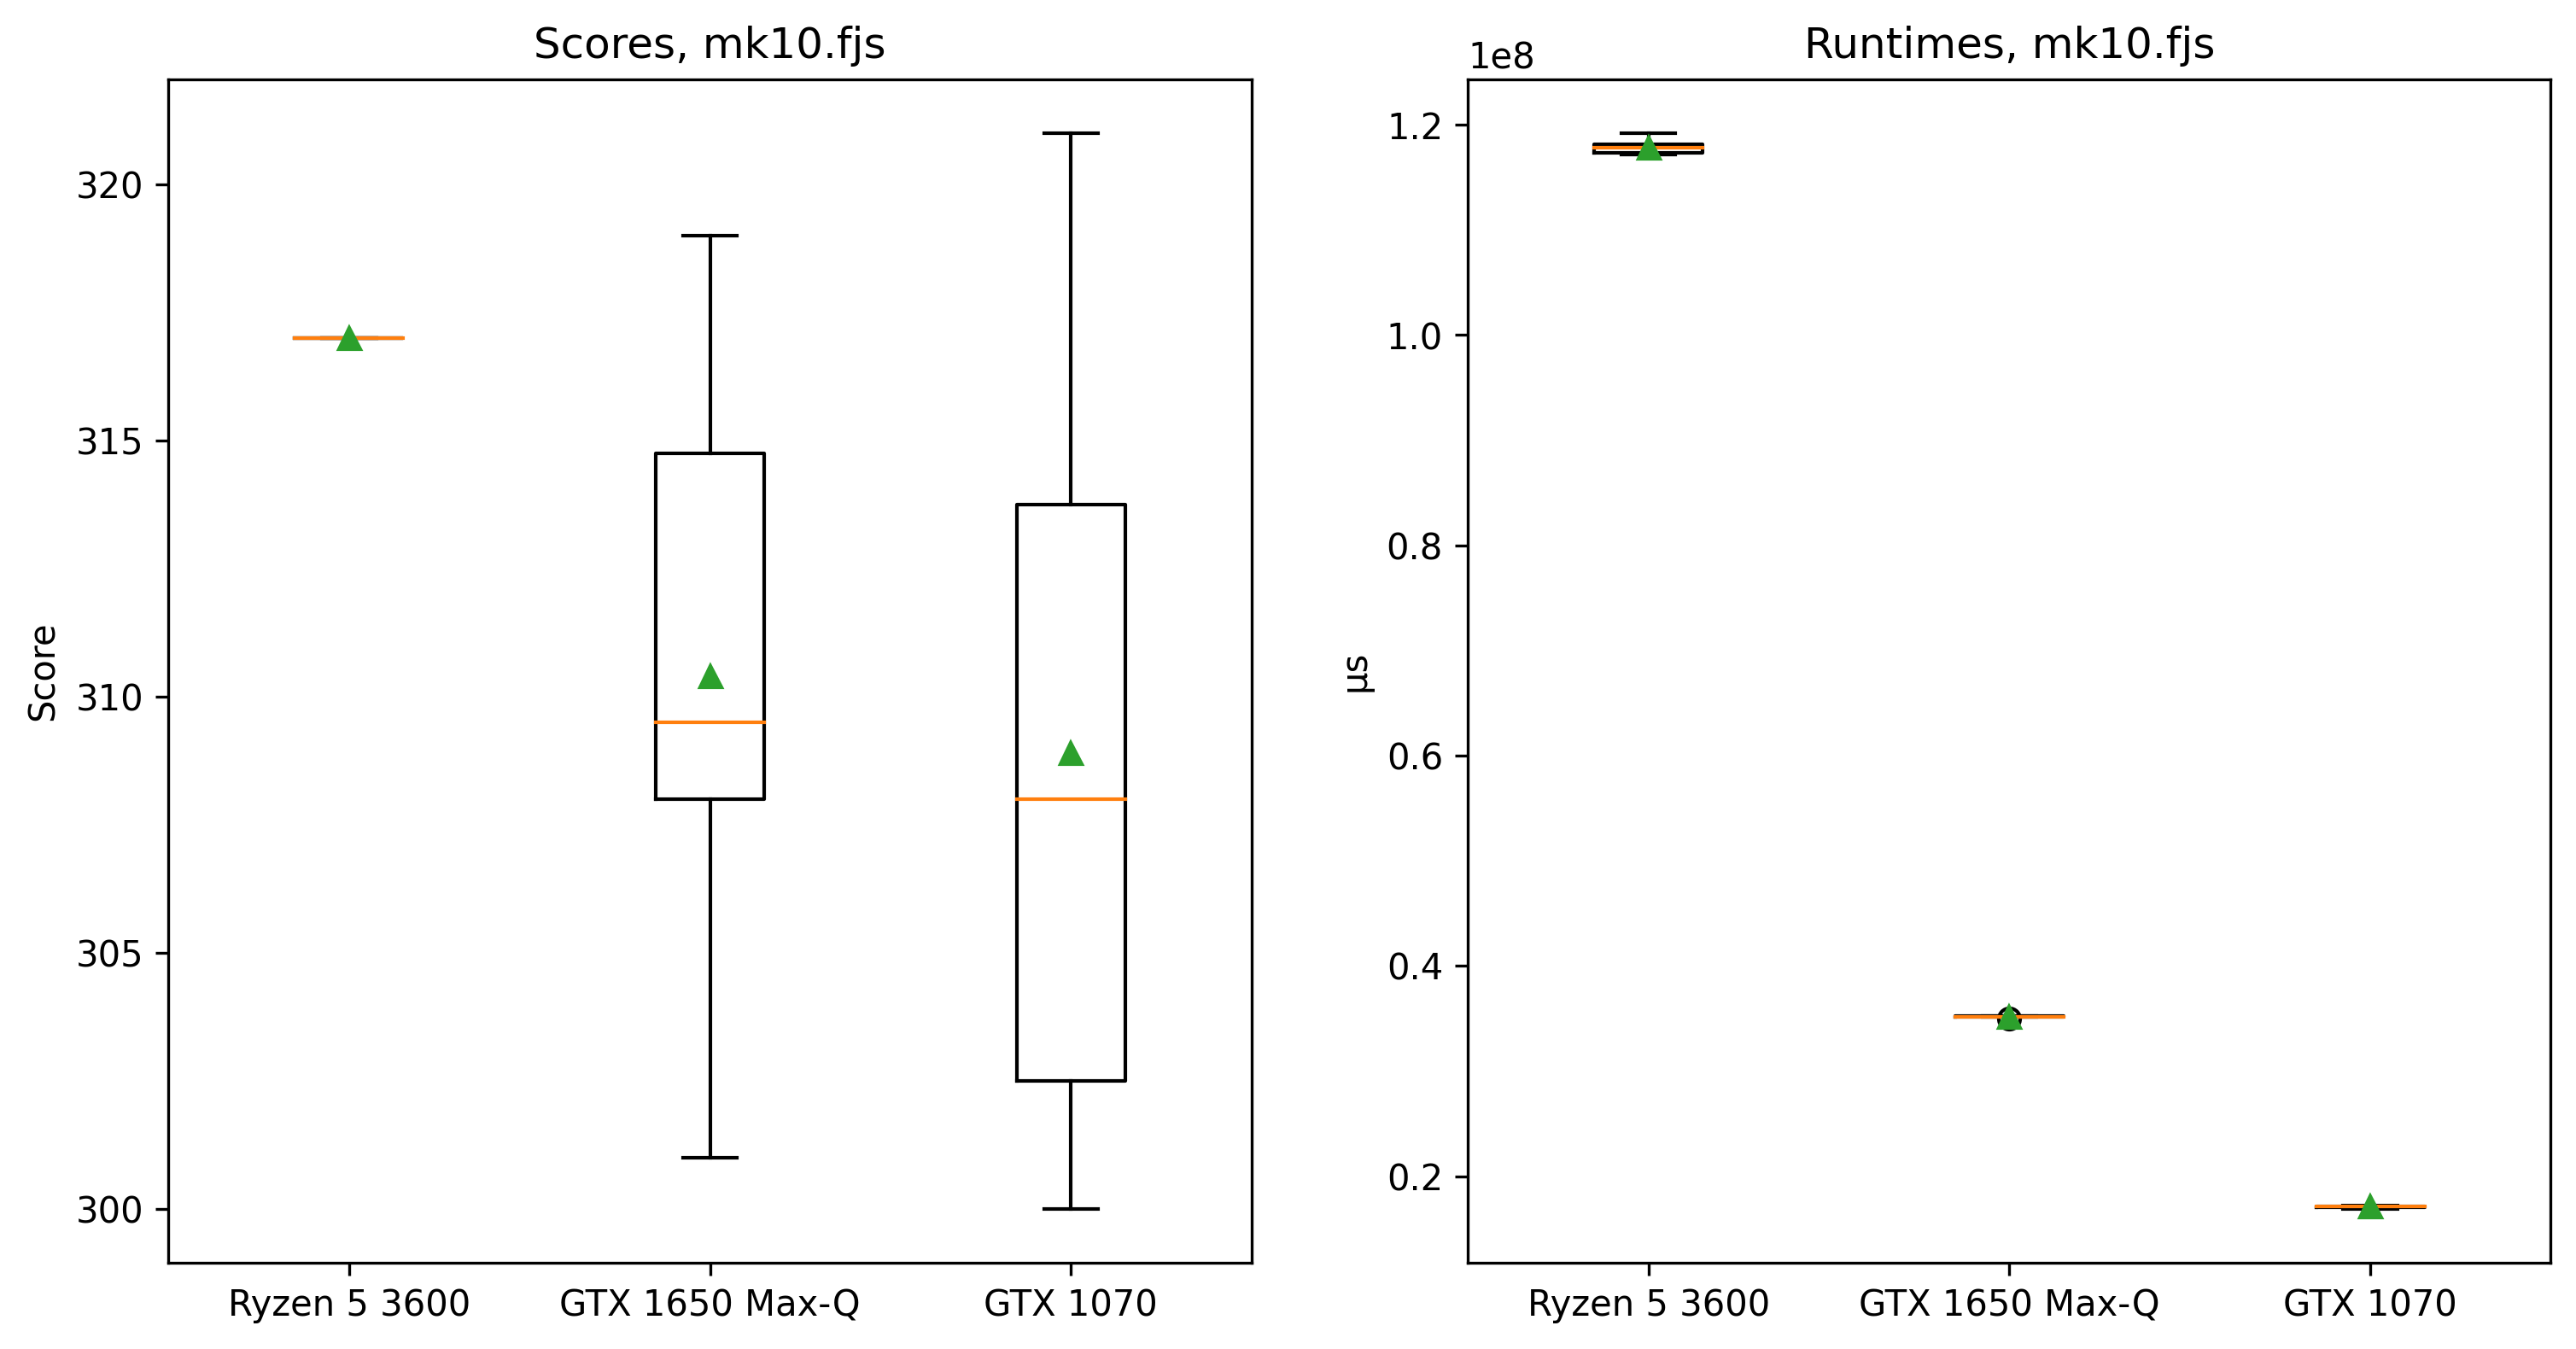 Scores, mk10.fjs
320
315
310
305
300
Score
Ryzen 5 3600
GTX 1650 Max-Q
GTX 1070
Runtimes, mk10.fjs
1e8
1.2
1.0
0.8
0.6
0.4
0.2
µs
Ryzen 5 3600
GTX 1650 Max-Q
GTX 1070